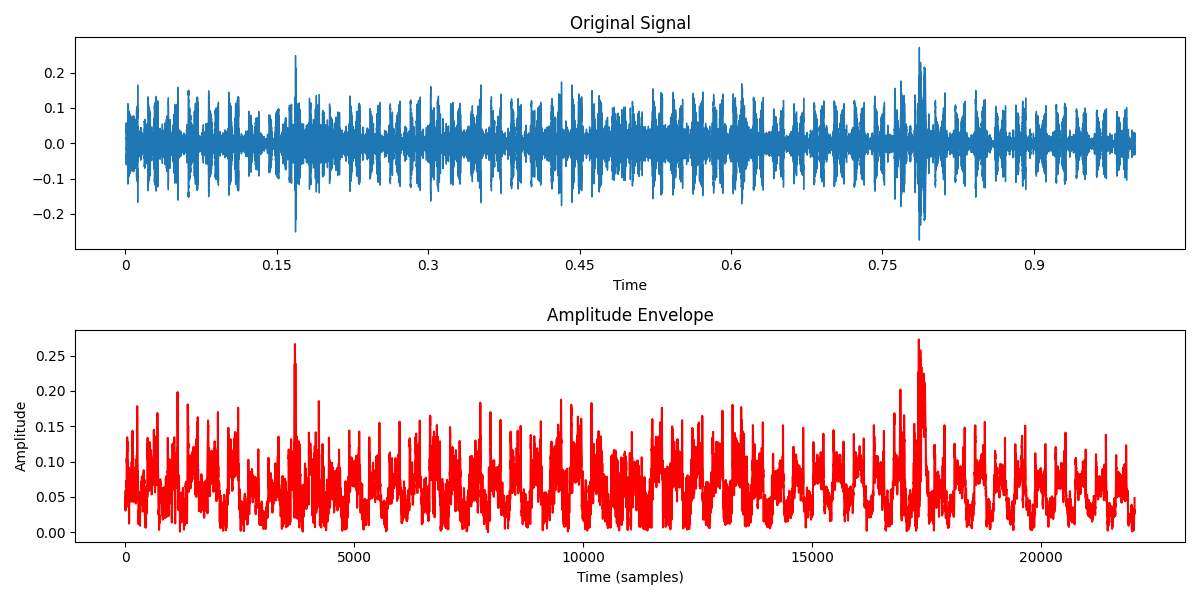 Original Signal
0.2
0.1
0.0
−0.1
−0.2
0 0.15 0.3 0.45 0.6 0.75 0.9
Time
Amplitude Envelope
Amplitude
0.25
0.20
0.15
0.10
0.05
0.00
0 5000 10000 15000 20000
Time (samples)